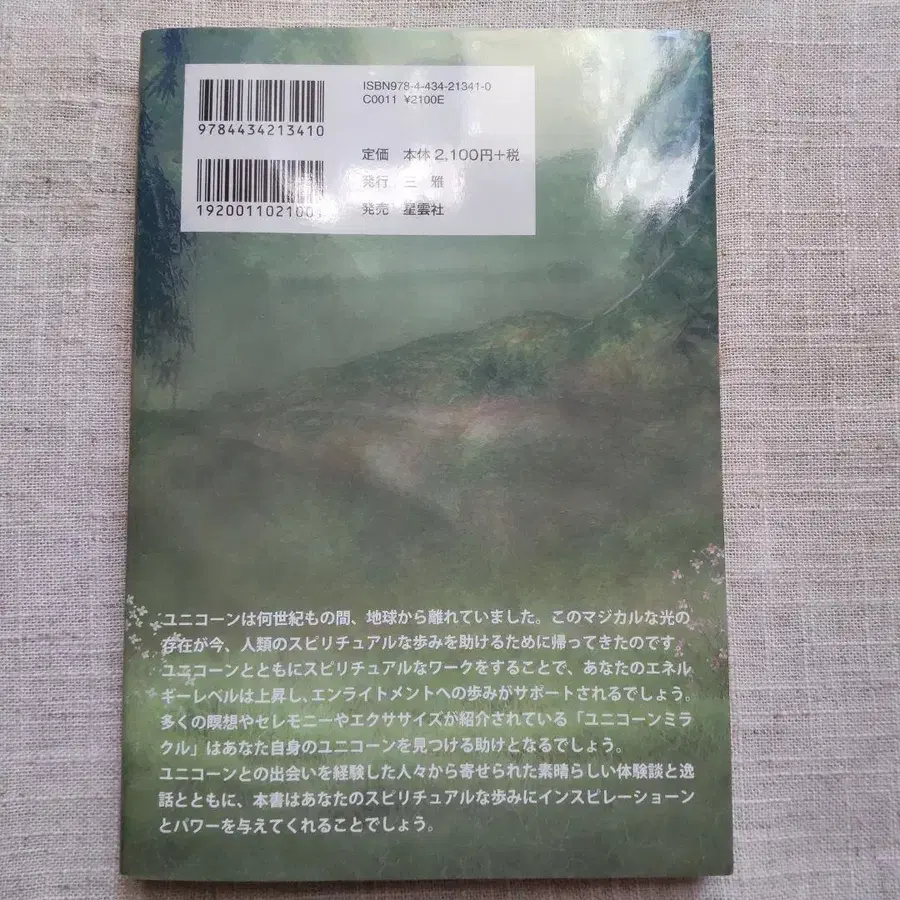 ISBN978-4-434-21341-0
C0011 ¥2100E
9784434213410
定価 本体2,100円+税
発行 三 雅
発売 星雲社
192001102100
ユニコーンは何世紀もの間、地球から離れていました。このマジカルな光の
存在が今、人類のスピリチュアルな歩みを助けるために帰ってきたのです。
ユニコーンとともにスピリチュアルなワークをすることで、あなたのエネル
ギーレベルは上昇し、エンライトメントへの歩みがサポートされるでしょう。
多くの瞑想やセレモニーやエクササイズが紹介されている「ユニコーンミラ
クル」はあなた自身のユニコーンを見つける助けとなるでしょう。
ユニコーンとの出会いを経験した人々から寄せられた素晴らしい体験談と逸
話とともに、本書はあなたのスピリチュアルな歩みにインスピレーショーン
とパワーを与えてくれることでしょう。